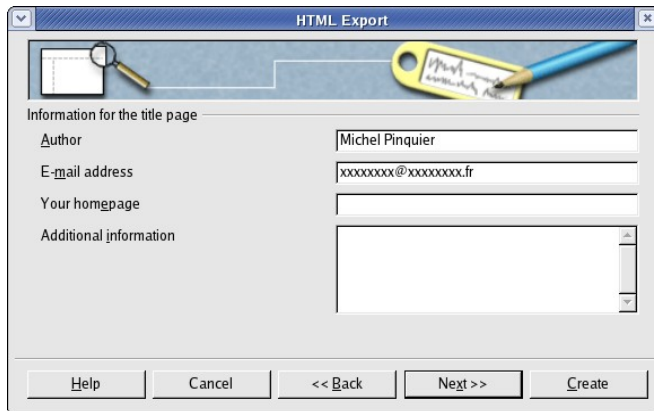 HTML Export
Information for the title page
Author
Michel Pinquier
E-mail address
xxxxxxxx@xxxxxxxx.fr
Your homepage
Additional information
Help
Cancel
<< Back
Next >>
Create